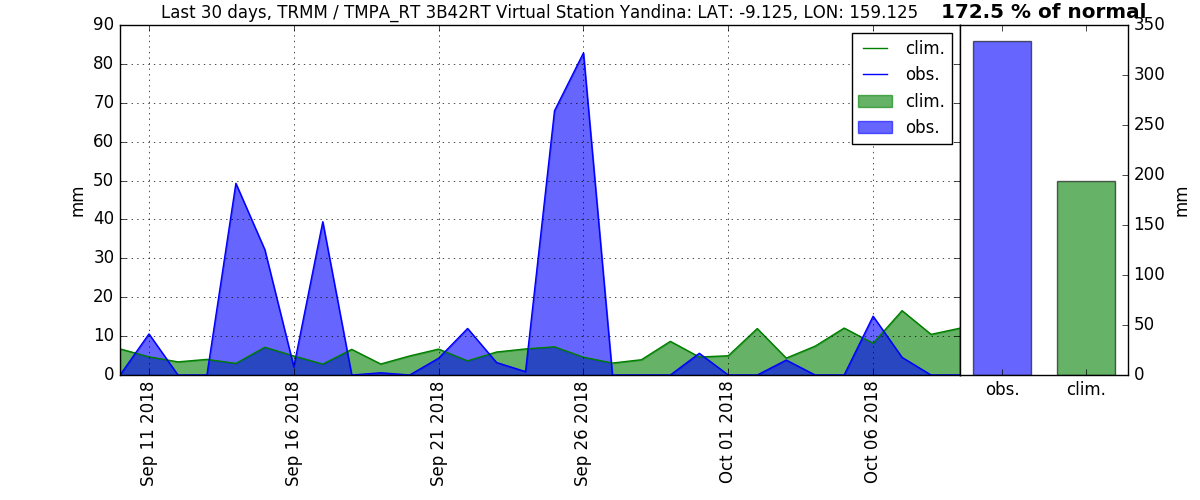 Last 30 days, TRMM / TMPA_RT 3B42RT Virtual Station Yandina: LAT: -9.125, LON: 159.125
172.5 % of normal
90
80
70
60
50
40
30
20
10
0
mm
clim.
obs.
clim.
obs.
Sep 11 2018
Sep 16 2018
Sep 21 2018
Sep 26 2018
Oct 01 2018
Oct 06 2018
350
300
250
200
150
100
50
0
mm
obs.
clim.